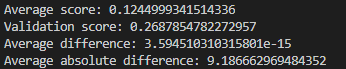 Average score: 0.1244999341514336
Validation score: 0.2687854782272957
Average difference: 3.594510310315801e-15
Average absolute difference: 9.186662969484352